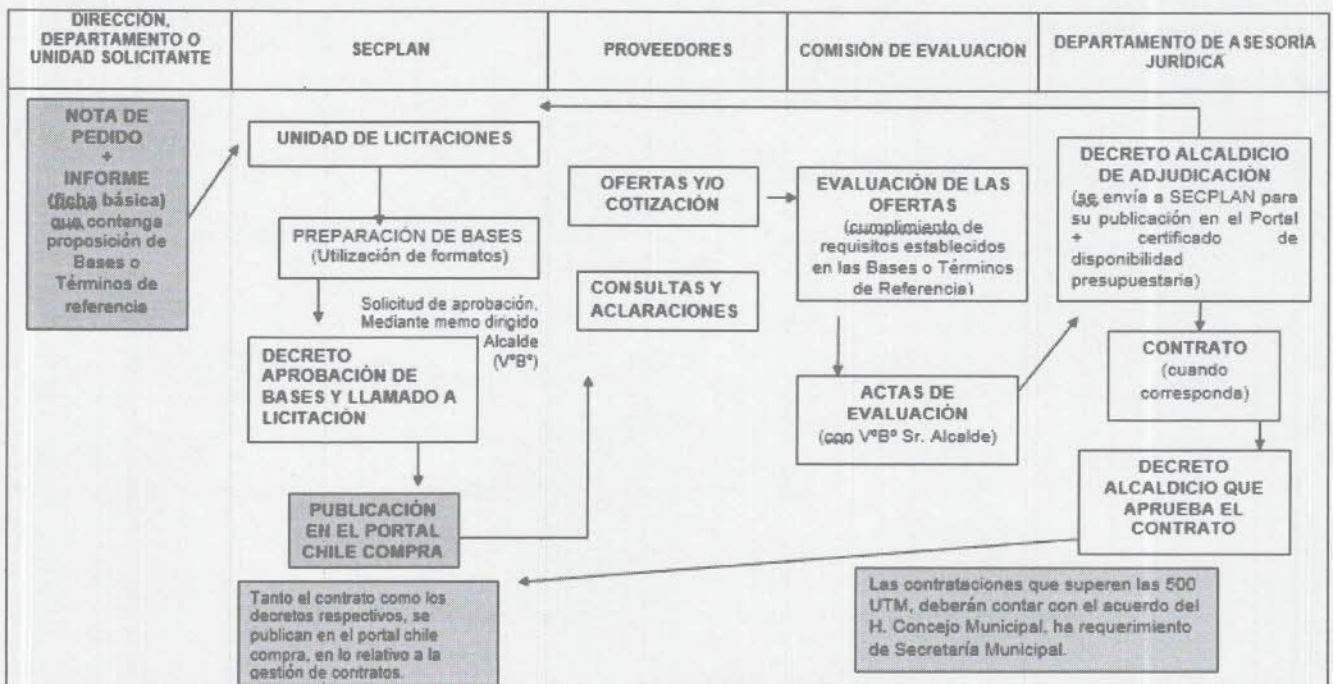 DIRECCIÓN,
DEPARTAMENTO O
UNIDAD SOLICITANTE
SECPLAN
PROVEEDORES
COMISIÓN DE EVALUACIÓN
DEPARTAMENTO DE ASESORÍA
JURÍDICA
NOTA DE
PEDIDO
+
INFORME
(ficha básica)
que contenga
proposición de
Bases o
Términos de
referencia
UNIDAD DE LICITACIONES
PREPARACIÓN DE BASES
(Utilización de formatos)
Solicitud de aprobación,
Mediante memo dirigido
Alcalde
(V°B°)
DECRETO
APROBACIÓN DE
BASES Y LLAMADO A
LICITACIÓN
PUBLICACIÓN
EN EL PORTAL
CHILE COMPRA
Tanto el contrato como los
decretos respectivos, se
publican en el portal chile
compra, en lo relativo a la
gestión de contratos.
OFERTAS Y/O
COTIZACIÓN
CONSULTAS Y
ACLARACIONES
EVALUACIÓN DE LAS
OFERTAS
(cumplimiento de
requisitos establecidos
en las Bases o Términos
de Referencia)
ACTAS DE
EVALUACIÓN
(con V°B° Sr. Alcalde)
DECRETO ALCALDICIO
DE ADJUDICACIÓN
(se envía a SECPLAN para
su publicación en el Portal
+ certificado de
disponibilidad
presupuestaria)
CONTRATO
(cuando
corresponda)
DECRETO
ALCALDICIO QUE
APRUEBA EL
CONTRATO
Las contrataciones que superen las 500
UTM, deberán contar con el acuerdo del
H. Concejo Municipal, ha requerimiento
de Secretaría Municipal.